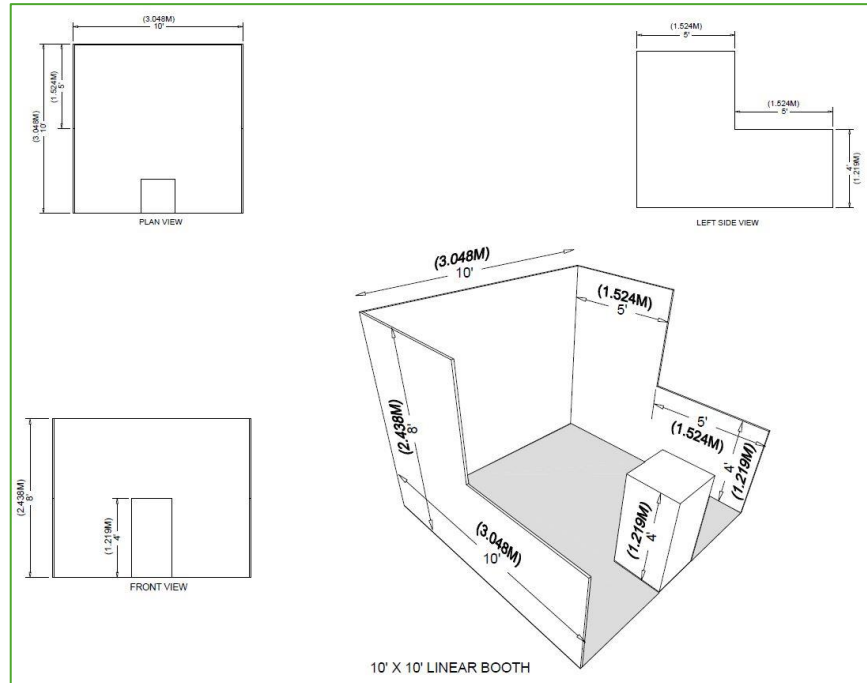 (3.048M)
10'
(1.524M)
5'
(3.048M)
10'
PLAN VIEW
(1.524M)
5'
(1.524M)
5'
4'
(1.219M)
LEFT SIDE VIEW
(3.048M)
10'
(1.524M)
5'
(2.438M)
8'
5'
(1.524M)
4'
(1.219M)
(1.219M)
4'
(3.048M)
10'
(2.438M)
8'
(1.219M)
4'
FRONT VIEW
10' X 10' LINEAR BOOTH